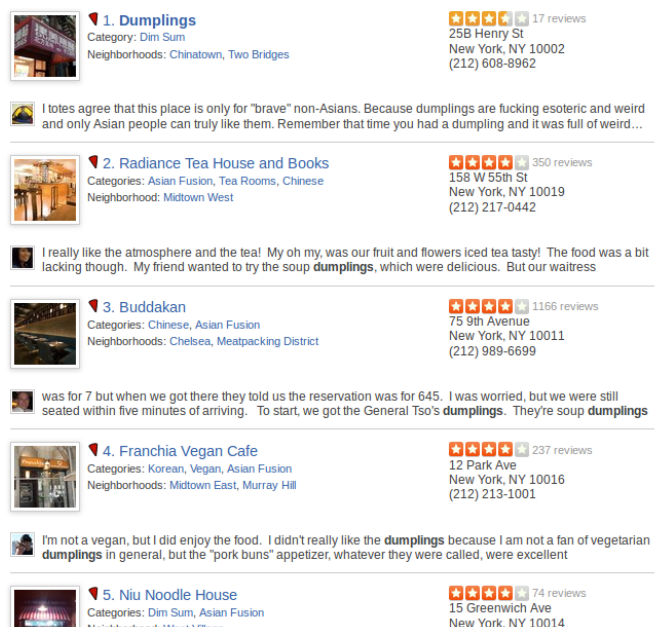 1. Dumplings
17 reviews
Category: Dim Sum
25B Henry St
Neighborhoods: Chinatown, Two Bridges
New York, NY 10002
(212) 608-8962
I totes agree that this place is only for "brave" non-Asians. Because dumplings are fucking esoteric and weird
and only Asian people can truly like them. Remember that time you had a dumpling and it was full of weird…
2. Radiance Tea House and Books
350 reviews
Categories: Asian Fusion, Tea Rooms, Chinese
158 W 55th St
Neighborhood: Midtown West
New York, NY 10019
(212) 217-0442
I really like the atmosphere and the tea! My oh my, was our fruit and flowers iced tea tasty! The food was a bit
lacking though. My friend wanted to try the soup dumplings, which were delicious. But our waitress
3. Buddakan
1166 reviews
Categories: Chinese, Asian Fusion
75 9th Avenue
Neighborhoods: Chelsea, Meatpacking District
New York, NY 10011
(212) 989-6699
was for 7 but when we got there they told us the reservation was for 645. I was worried, but we were still
seated within five minutes of arriving. To start, we got the General Tso's dumplings. They're soup dumplings
4. Franchia Vegan Cafe
237 reviews
Categories: Korean, Vegan, Asian Fusion
12 Park Ave
Neighborhoods: Midtown East, Murray Hill
New York, NY 10016
(212) 213-1001
I'm not a vegan, but I did enjoy the food. I didn't really like the dumplings because I am not a fan of vegetarian
dumplings in general, but the "pork buns" appetizer, whatever they were called, were excellent
5. Niu Noodle House
74 reviews
Categories: Dim Sum, Asian Fusion
15 Greenwich Ave
Neighborhood: West Village
New York, NY 10014